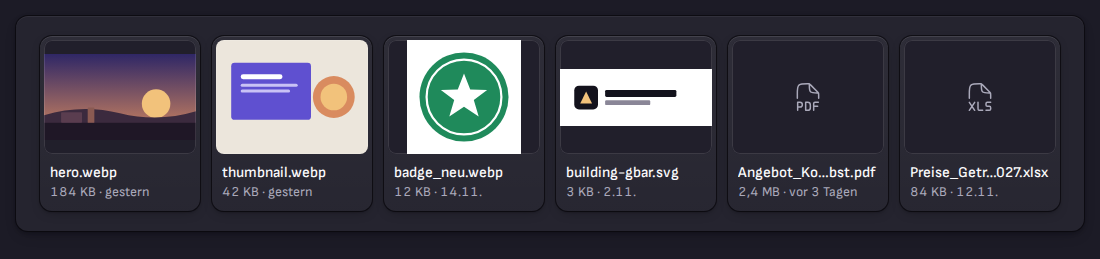 PDF
XLS
hero.webp
184 KB · gestern
thumbnail.webp
42 KB · gestern
badge_neu.webp
12 KB · 14.11.
building-gbar.svg
3 KB · 2.11.
Angebot_Ko...bst.pdf
2,4 MB · vor 3 Tagen
Preise_Getr...027.xlsx
84 KB · 12.11.